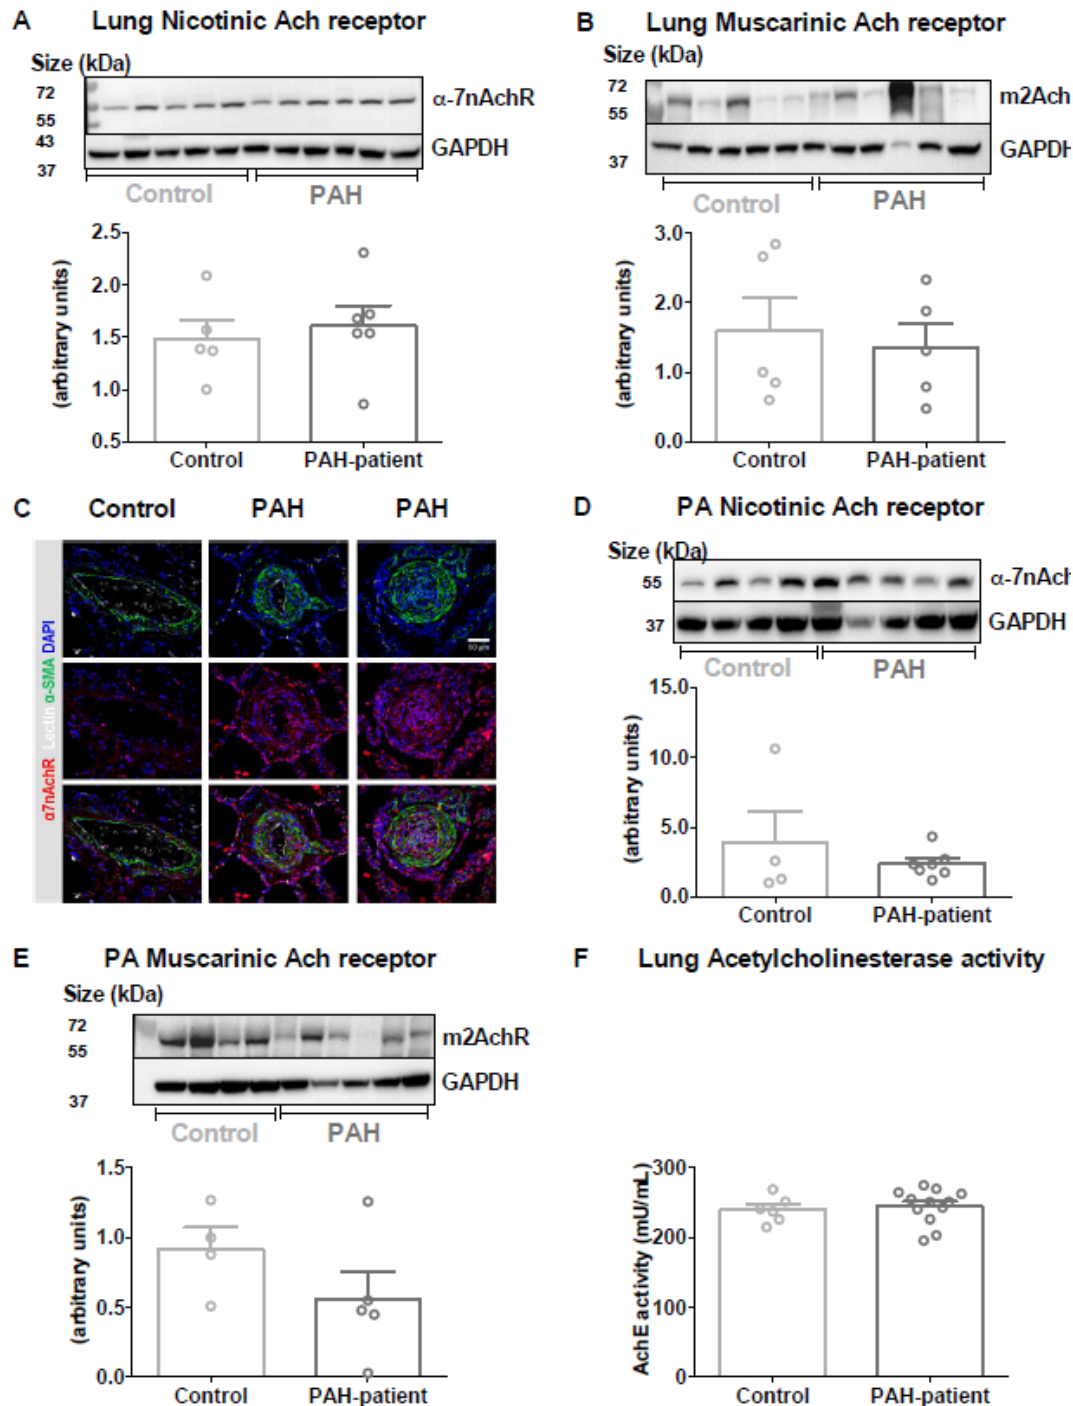 A Lung Nicotinic Ach receptor
Size (kDa)
72
55
43
37
α-7nAchR
GAPDH
Control PAH
(arbitrary units)
2.5
2.0
1.5
1.0
0.5
Control PAH-patient
B Lung Muscarinic Ach receptor
Size (kDa)
72
55
37
m2Ach
GAPDH
Control PAH
(arbitrary units)
3.0
2.0
1.0
0.0
Control PAH-patient
C Control PAH PAH
α7nAchR Lectin α-SMA DAPI
50 µm
D PA Nicotinic Ach receptor
Size (kDa)
55
37
α-7nAch
GAPDH
Control PAH
(arbitrary units)
15.0
10.0
5.0
0.0
Control PAH-patient
E PA Muscarinic Ach receptor
Size (kDa)
72
55
37
m2AchR
GAPDH
Control PAH
(arbitrary units)
1.5
1.0
0.5
0.0
Control PAH-patient
F Lung Acetylcholinesterase activity
AchE activity (mU/mL)
300
200
100
0
Control PAH-patient